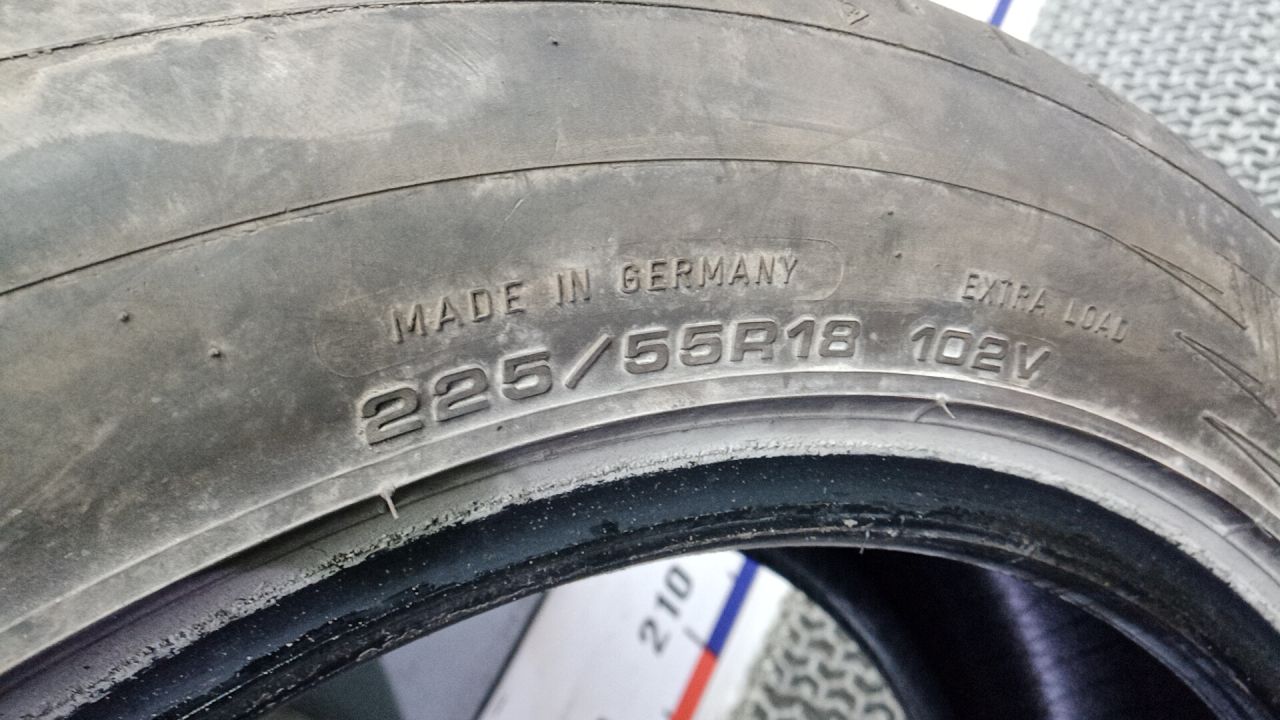 MADE IN GERMANY
EXTRA LOAD
225/55R18 102V
210